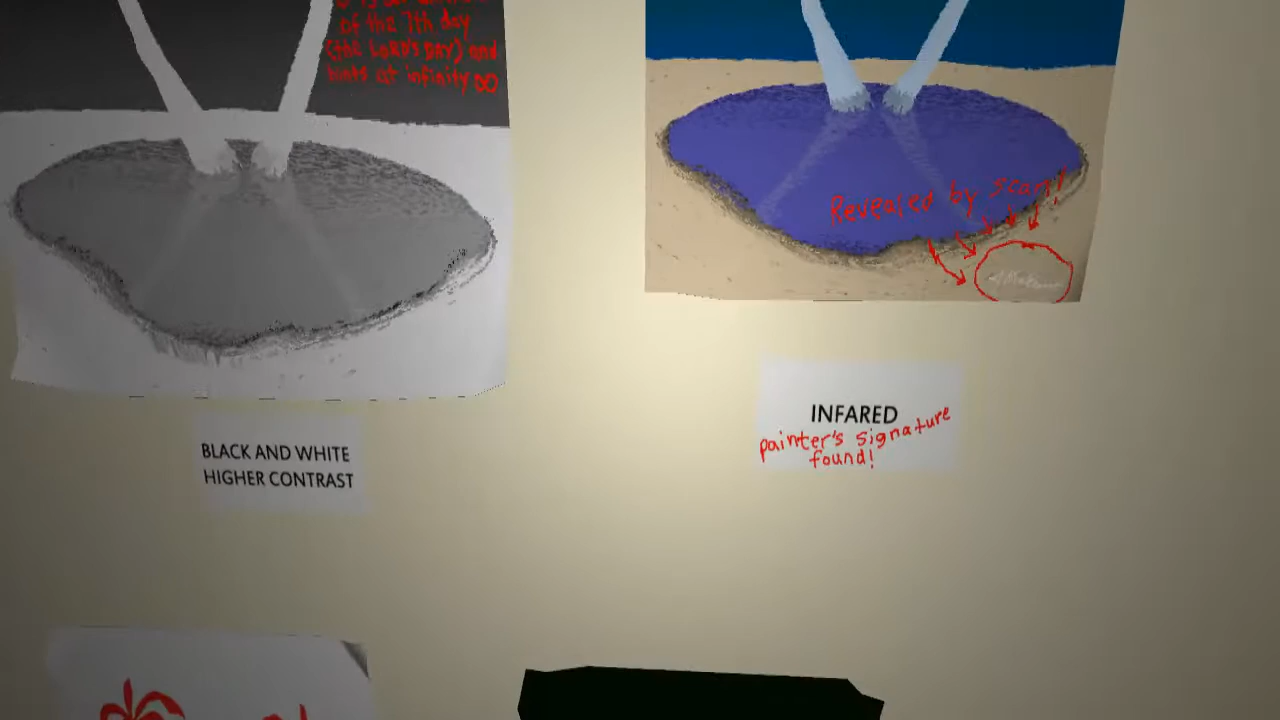 of the 7th day
(the LORD'S DAY) and
hints at infinity ∞
Revealed by scan!
BLACK AND WHITE
HIGHER CONTRAST
INFARED
painter's signature
found!